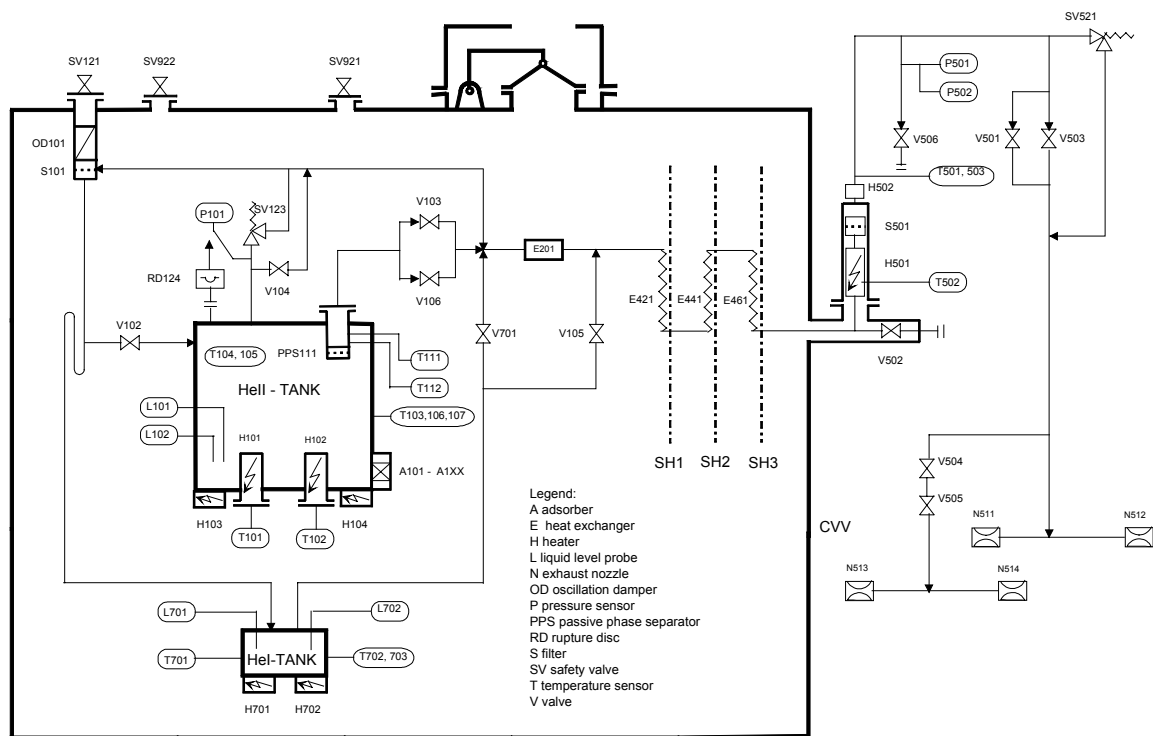 SV521
SV121
SV922
SV921
P501
P502
OD101
V506
V501
V503
S101
T501, 503
H502
V103
SV123
P101
S501
E201
H501
RD124
T502
V104
V106
E421
E441
E461
V102
V701
V105
T104, 105
PPS111
T111
V502
T112
HeII - TANK
L101
T103,106,107
L102
H101
H102
SH1
SH2
SH3
V504
A101 - A1XX
Legend:
A adsorber
E heat exchanger
H heater
L liquid level probe
N exhaust nozzle
OD oscillation damper
P pressure sensor
PPS passive phase separator
RD rupture disc
S filter
SV safety valve
T temperature sensor
V valve
V505
H103
H104
T101
T102
CVV
N511
N512
N513
N514
L701
L702
T701
HeI-TANK
T702, 703
H701
H702